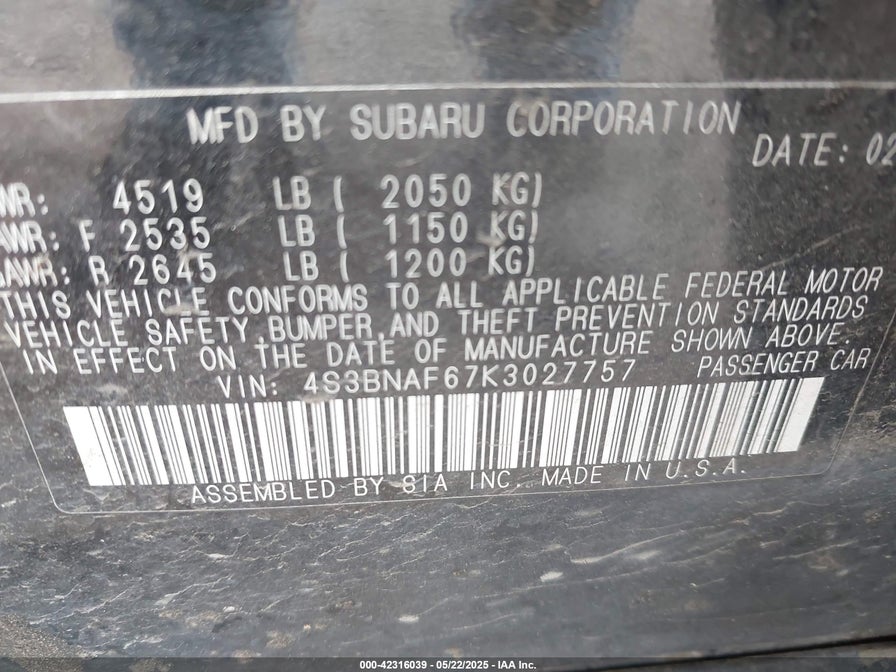 MFD BY SUBARU CORPORATION
DATE: 02
WR: 4519 LB ( 2050 KG)
AWR: F 2535 LB ( 1150 KG)
AWR: R 2645 LB ( 1200 KG)
THIS VEHICLE CONFORMS TO ALL APPLICABLE FEDERAL MOTOR
VEHICLE SAFETY, BUMPER, AND THEFT PREVENTION STANDARDS
IN EFFECT ON THE DATE OF MANUFACTURE SHOWN ABOVE.
VIN: 4S3BNAF67K3027757 PASSENGER CAR
ASSEMBLED BY SIA INC. MADE IN U.S.A.
000-42316039 - 05/22/2025 - IAA Inc.